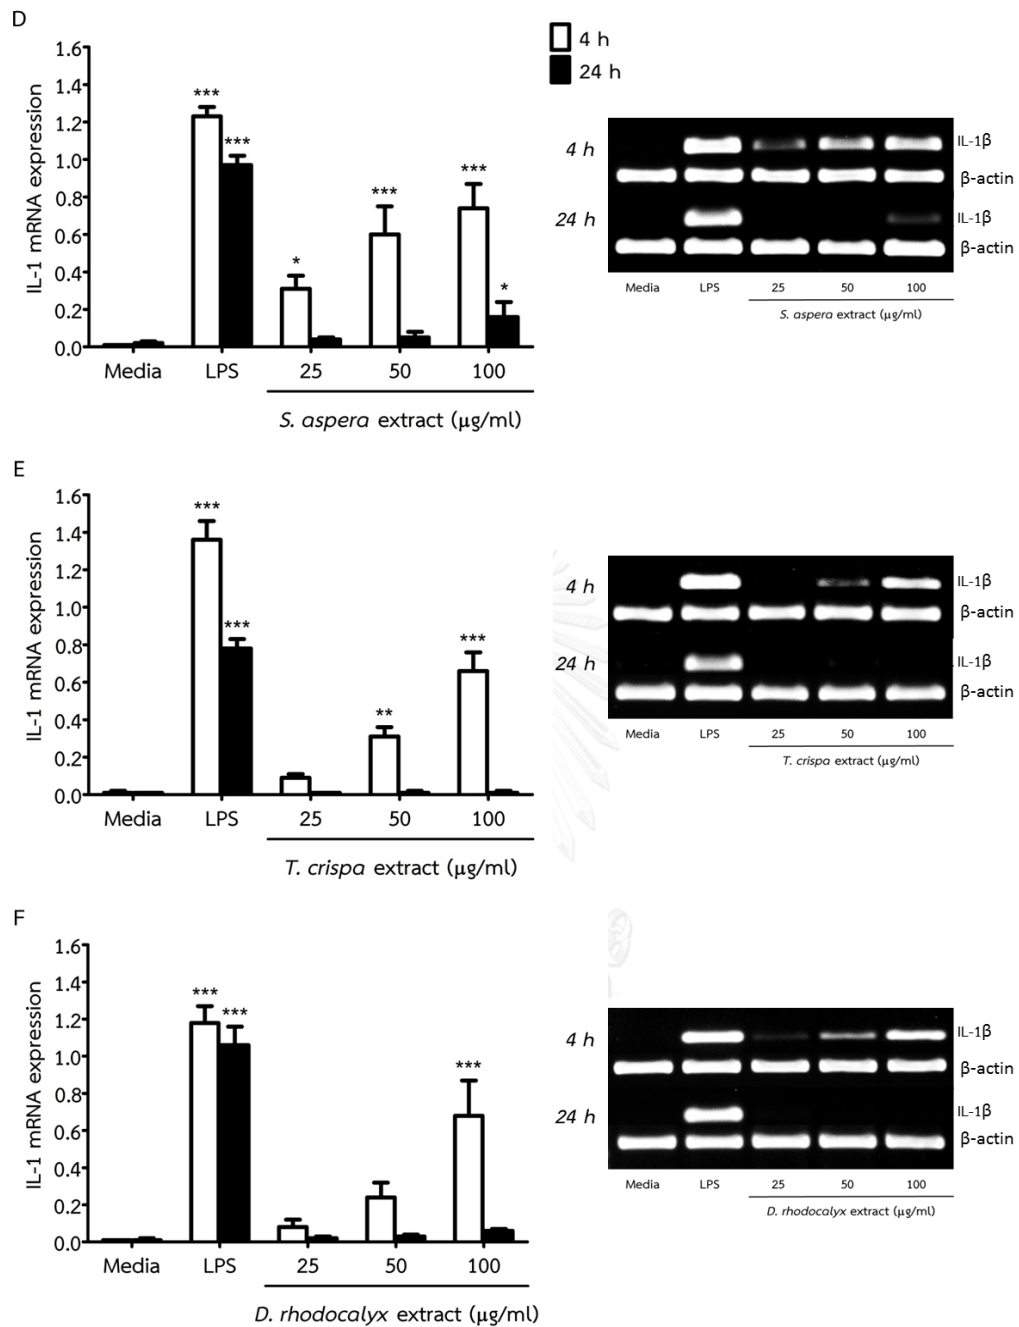 D
4 h
24 h
IL-1 mRNA expression
1.6
1.4
1.2
1.0
0.8
0.6
0.4
0.2
0.0
*** *** * *** *** *
Media LPS 25 50 100
S. aspera extract (μg/ml)
4 h IL-1β
β-actin
24 h IL-1β
β-actin
Media LPS 25 50 100
S. aspera extract (μg/ml)
E
IL-1 mRNA expression
1.6
1.4
1.2
1.0
0.8
0.6
0.4
0.2
0.0
*** *** ** ***
Media LPS 25 50 100
T. crispa extract (μg/ml)
4 h IL-1β
β-actin
24 h IL-1β
β-actin
Media LPS 25 50 100
T. crispa extract (μg/ml)
F
IL-1 mRNA expression
1.6
1.4
1.2
1.0
0.8
0.6
0.4
0.2
0.0
*** *** ***
Media LPS 25 50 100
D. rhodocalyx extract (μg/ml)
4 h IL-1β
β-actin
24 h IL-1β
β-actin
Media LPS 25 50 100
D. rhodocalyx extract (μg/ml)